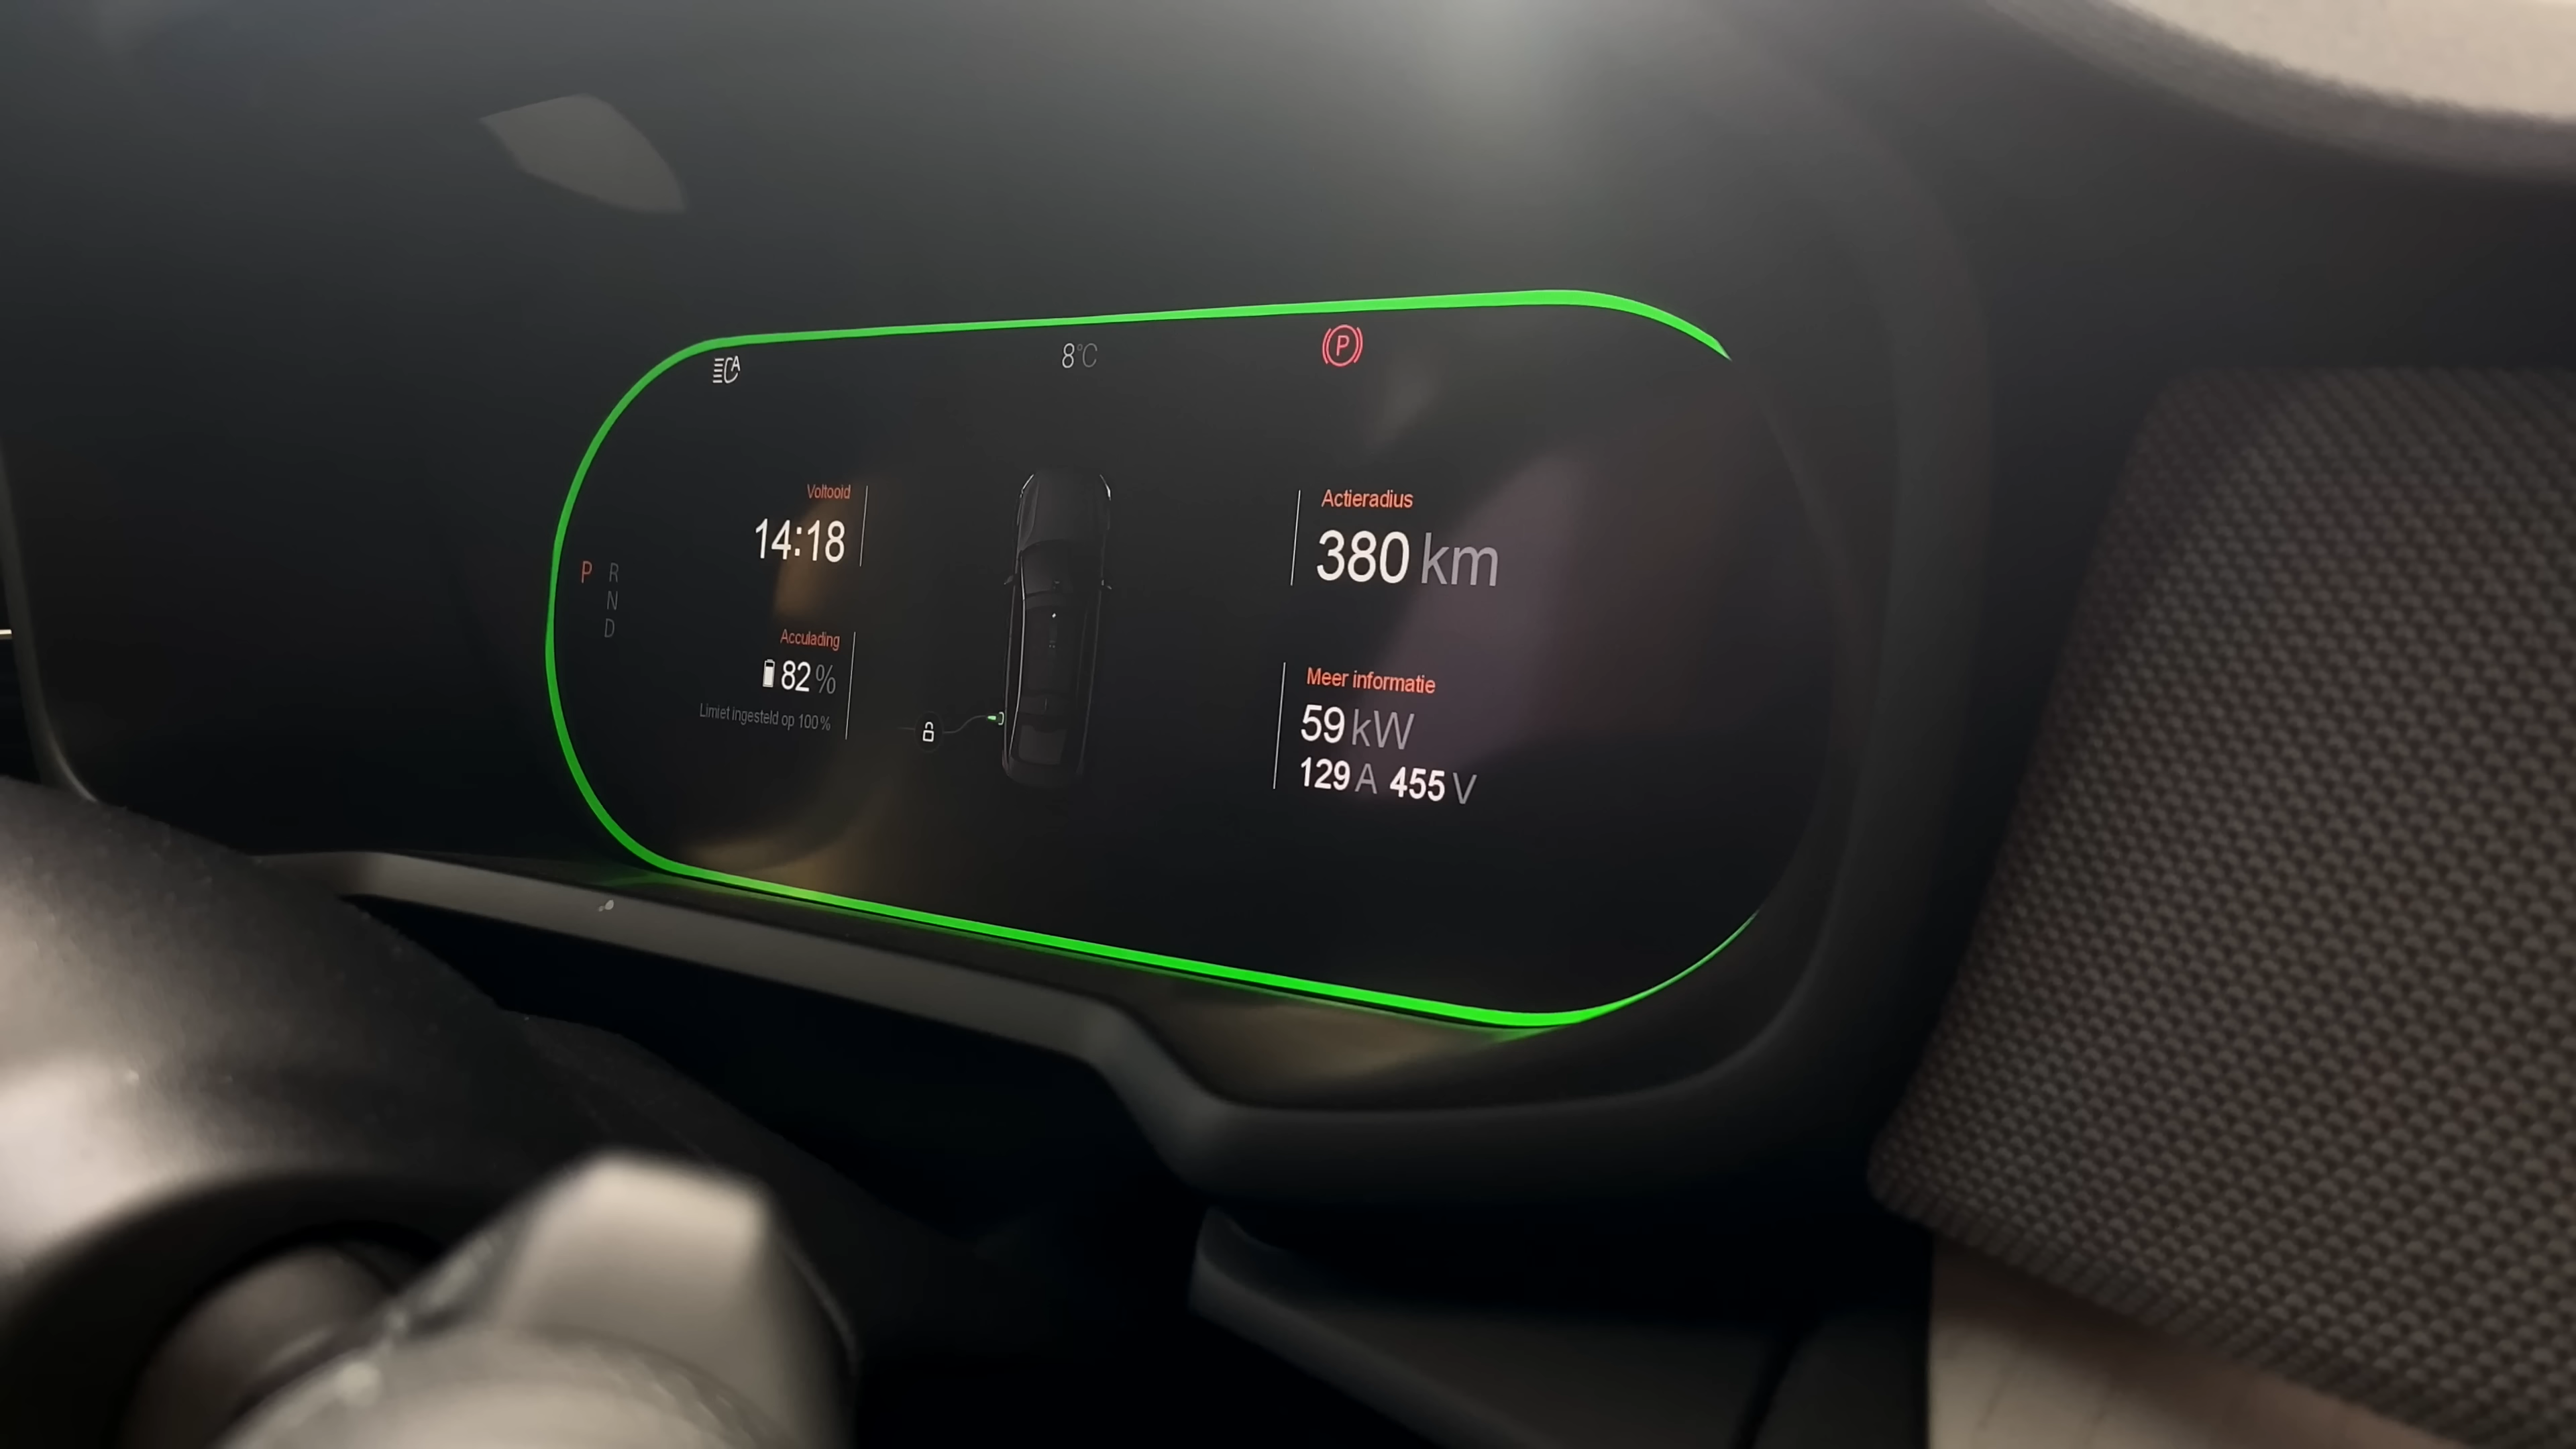 8°C
P
Voltooid
14:18
P R
N
D
Acculading
82 %
Limiet ingesteld op 100 %
Actieradius
380 km
Meer informatie
59 kW
129 A 455 V